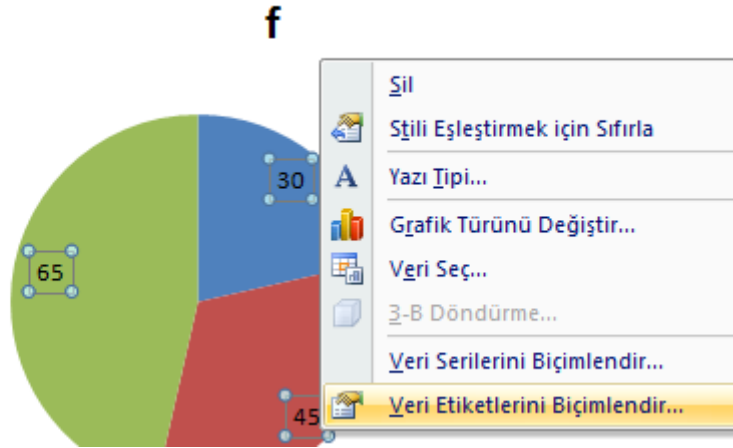 f
30
65
45
Sil
Stili Eşleştirmek için Sıfırla
A
Yazı Tipi...
Grafik Türünü Değiştir...
Veri Seç...
3-B Döndürme...
Veri Serilerini Biçimlendir...
Veri Etiketlerini Biçimlendir...